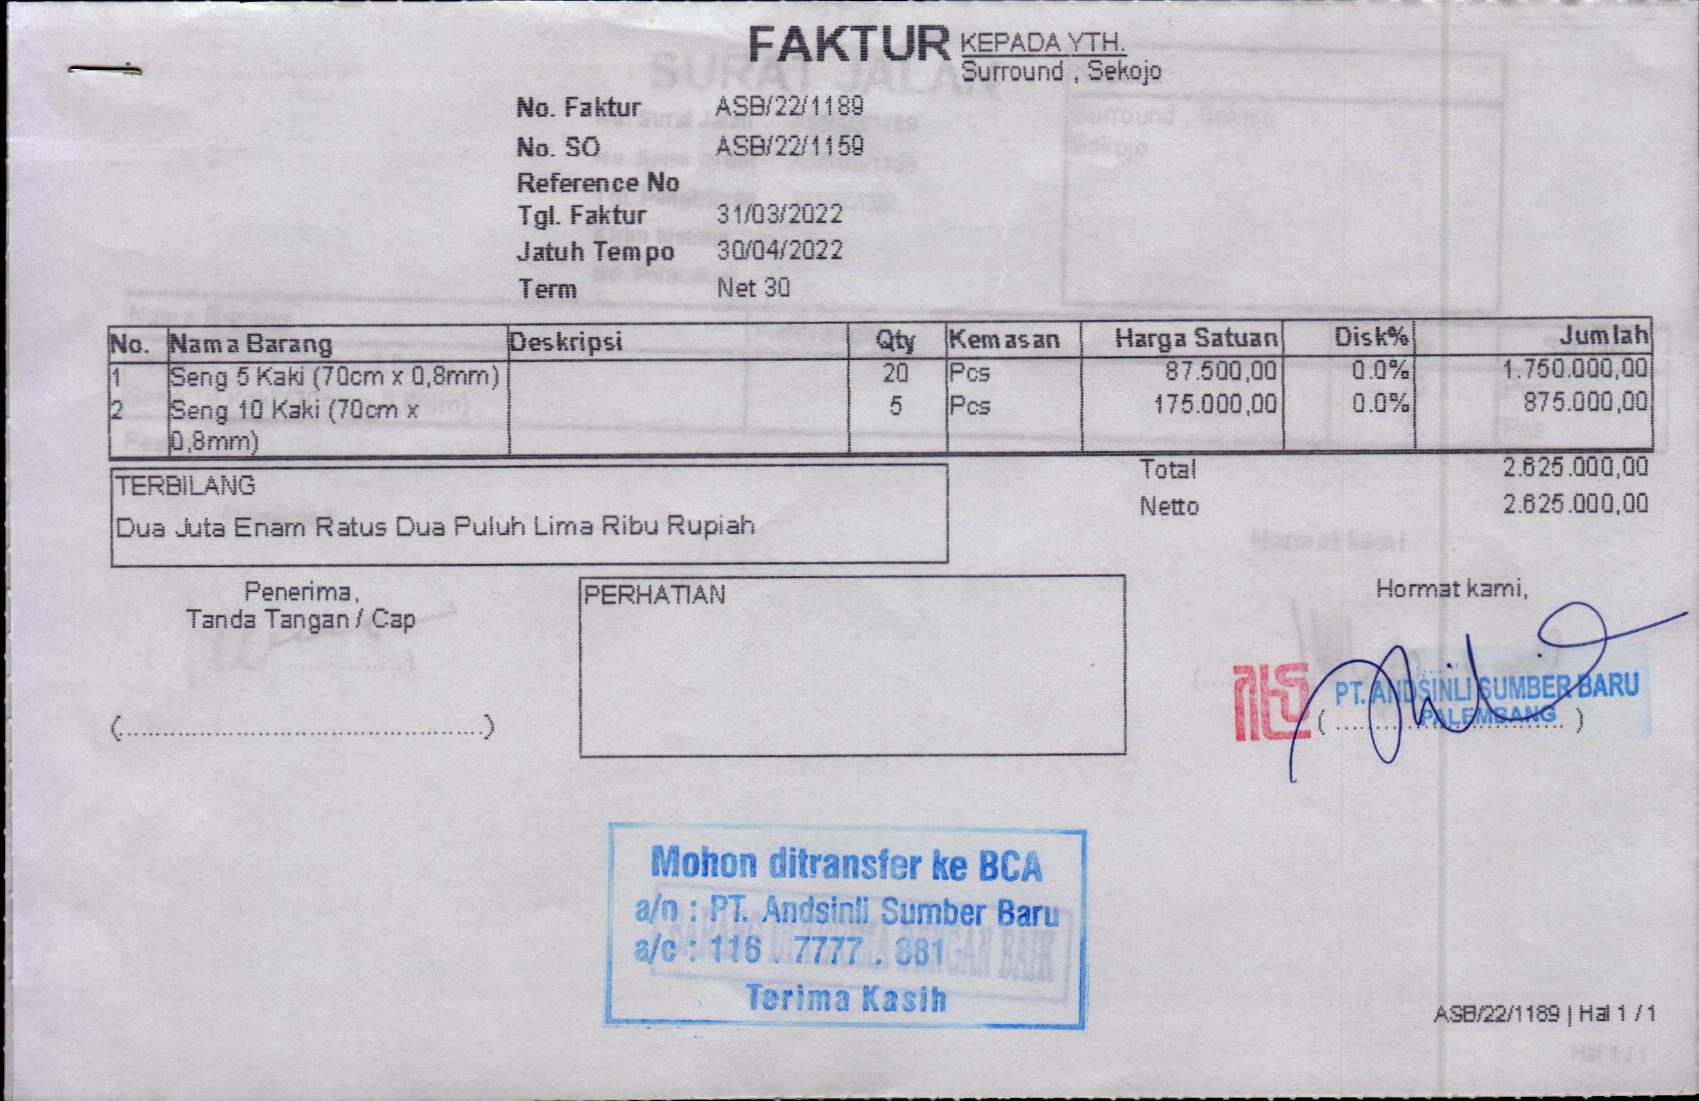 FAKTUR
KEPADA YTH.
Surround , Sekojo
No. Faktur ASB/22/1189
No. SO ASB/22/1159
Reference No
Tgl. Faktur 31/03/2022
Jatuh Tempo 30/04/2022
Term Net 30
No. Nama Barang Deskripsi Qty Kemasan Harga Satuan Disk% Jumlah
1 Seng 5 Kaki (70cm x 0,8mm) 20 Pcs 87.500,00 0.0% 1.750.000,00
2 Seng 10 Kaki (70cm x 5 Pcs 175.000,00 0.0% 875.000,00
0,8mm)
Total 2.625.000,00
Netto 2.625.000,00
TERBILANG
Dua Juta Enam Ratus Dua Puluh Lima Ribu Rupiah
Penerima,
Tanda Tangan / Cap
(................................................)
PERHATIAN
Hormat kami,
PT. ANDSINLI SUMBER BARU
PALEMBANG
Mohon ditransfer ke BCA
a/n : PT. Andsinli Sumber Baru
a/c : 116 . 7777 . 881
Terima Kasih
ASB/22/1189 | Hal 1 / 1